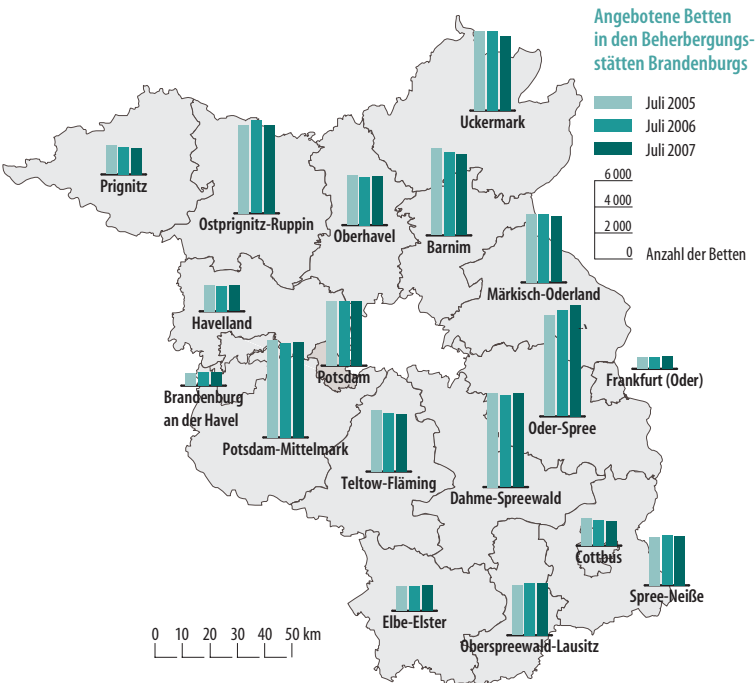 Angebotene Betten
in den Beherbergungs-
stätten Brandenburgs
Juli 2005
Juli 2006
Juli 2007
6 000
4 000
2 000
0 Anzahl der Betten
Uckermark
Prignitz
Ostprignitz-Ruppin
Oberhavel
Barnim
Märkisch-Oderland
Havelland
Potsdam
Frankfurt (Oder)
Brandenburg
an der Havel
Oder-Spree
Potsdam-Mittelmark
Teltow-Fläming
Dahme-Spreewald
Cottbus
Spree-Neiße
Elbe-Elster
Oberspreewald-Lausitz
0 10 20 30 40 50 km